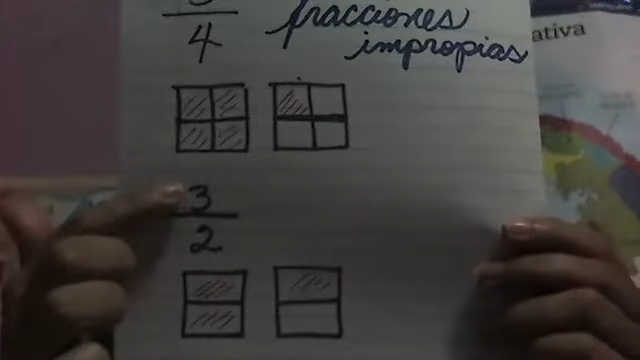 fracciones
4 impropias
ativa
3
2